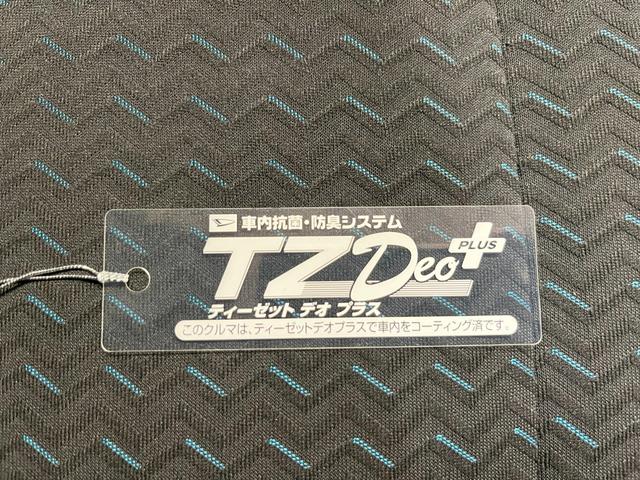 車内抗菌・防臭システム
TZ Deo PLUS
ティーゼット デオ プラス
このクルマは、ティーゼットデオプラスで車内をコーティング済です。